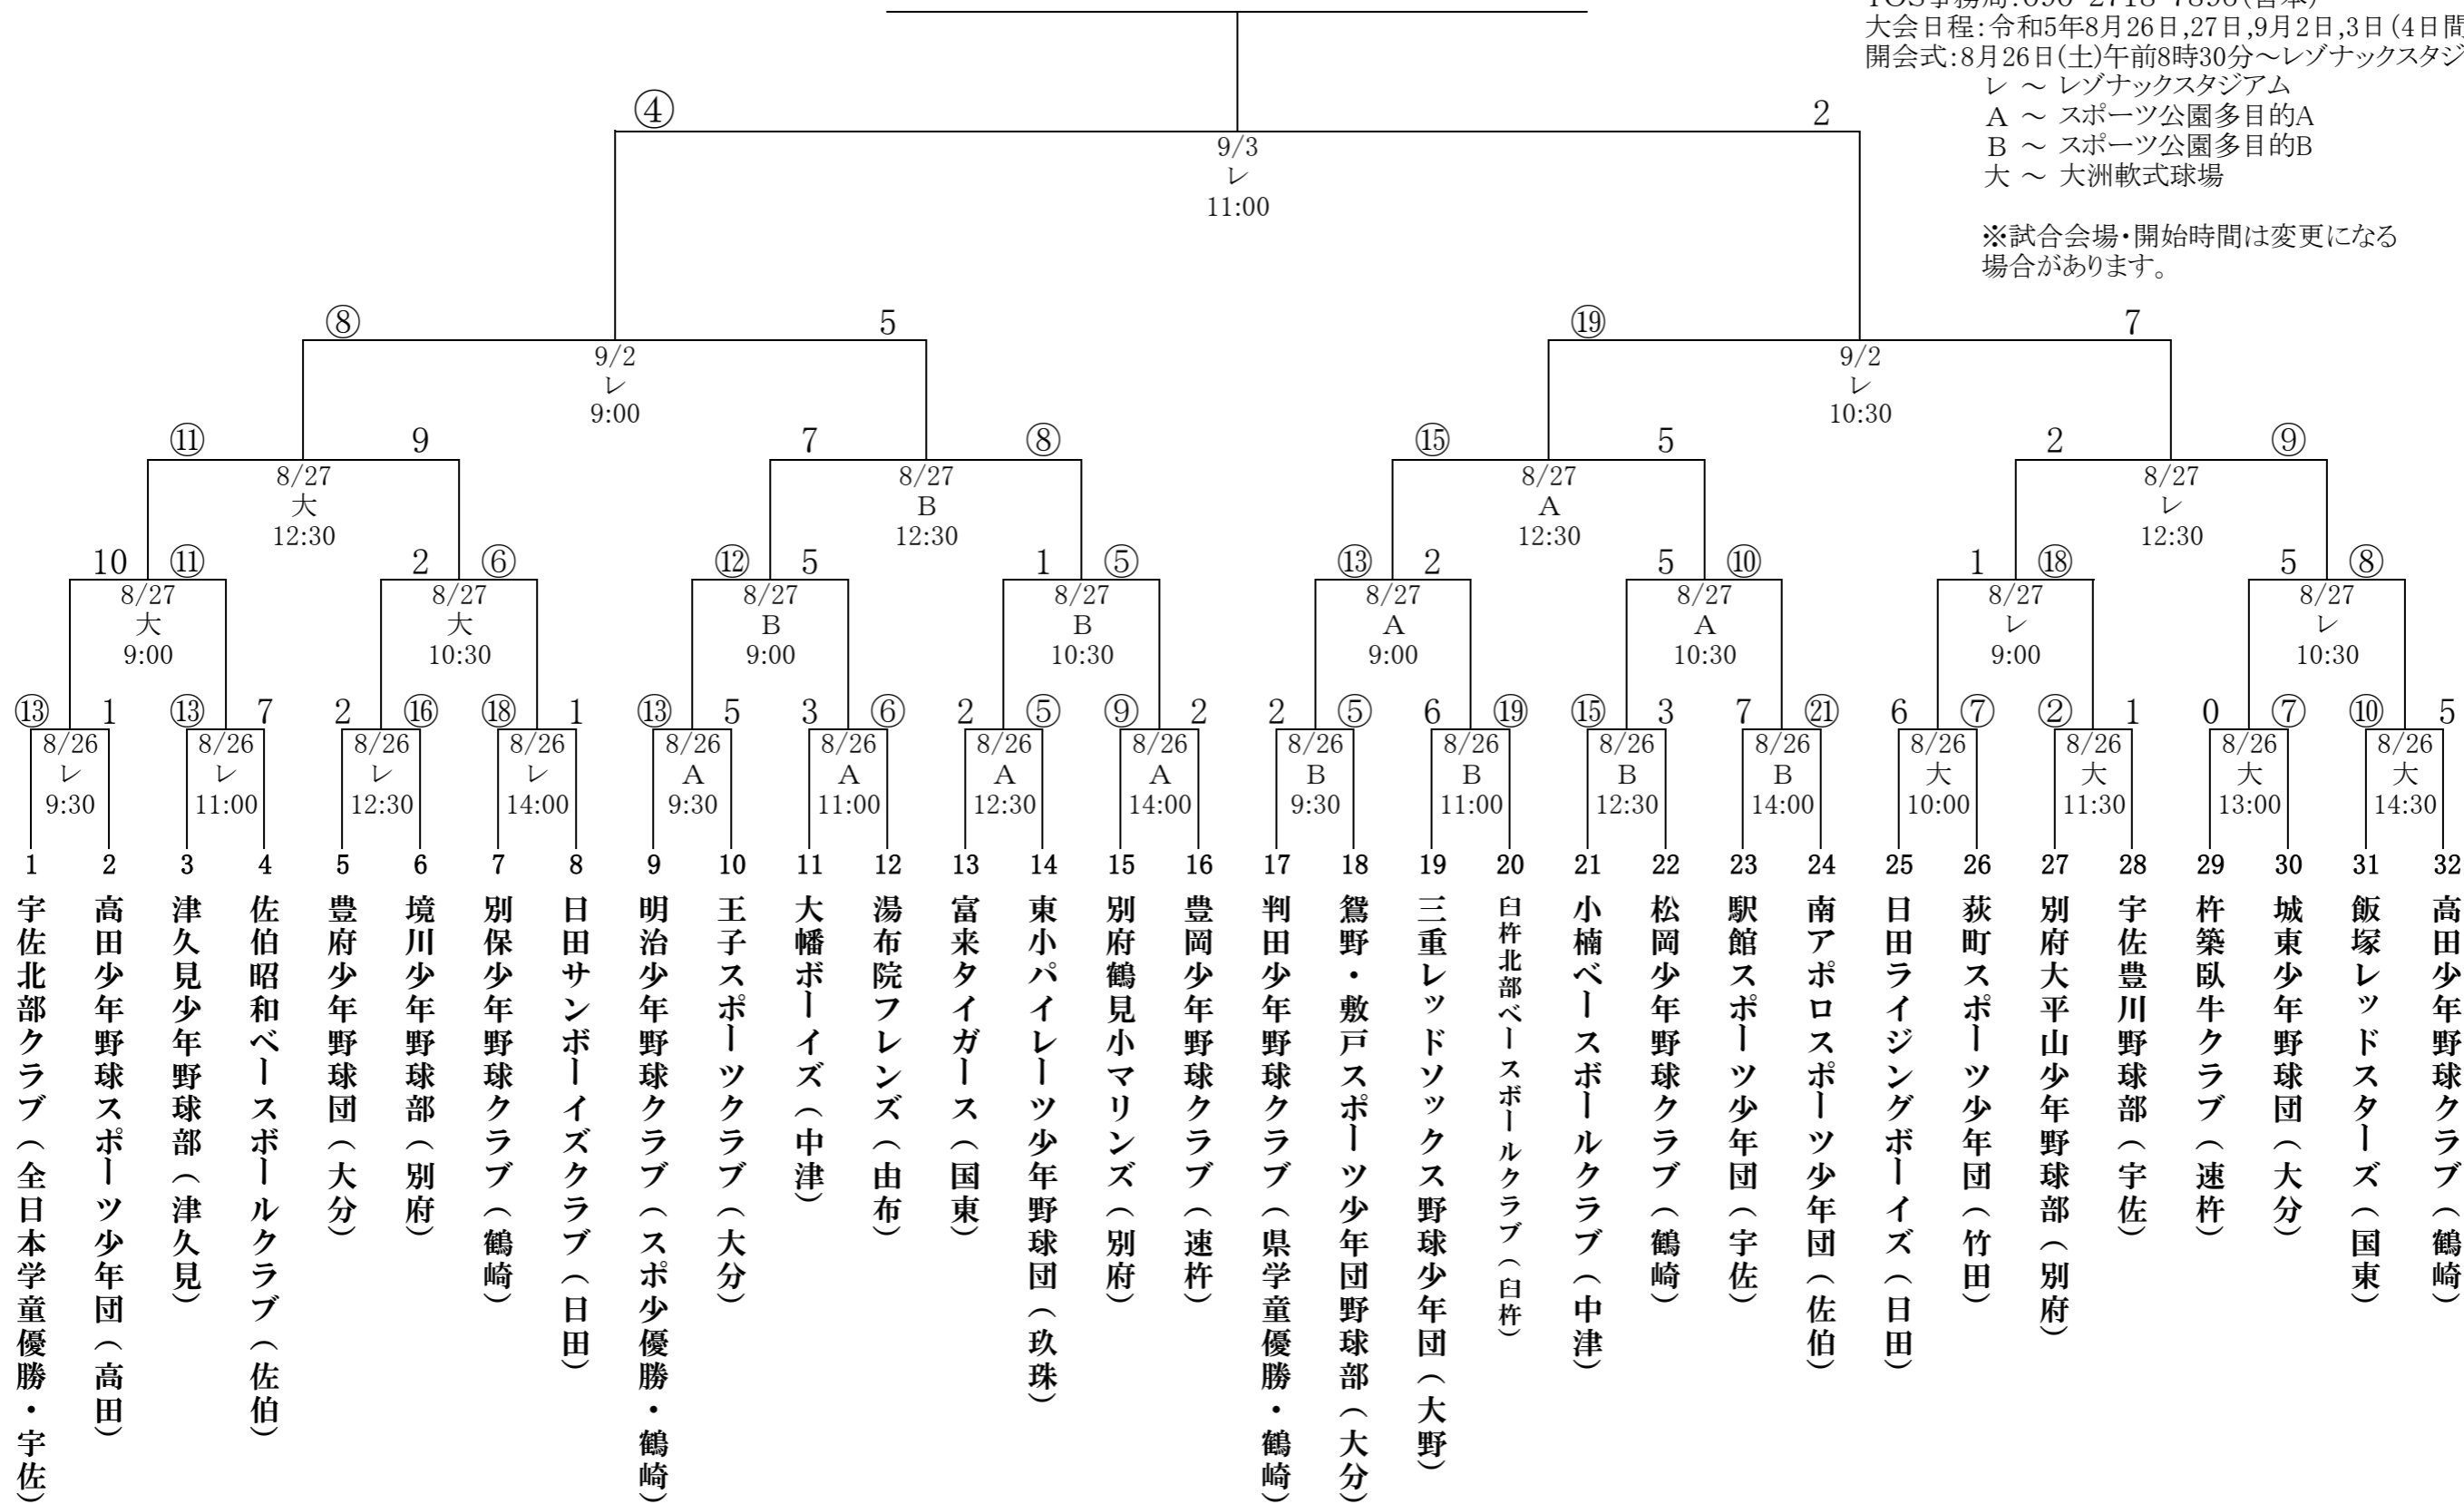 大会日程:令和5年8月26日,27日,9月2日,3日(4日間
開会式:8月26日(土)午前8時30分～レゾナックスタジ
レ ～ レゾナックスタジアム
A ～ スポーツ公園多目的A
B ～ スポーツ公園多目的B
大 ～ 大洲軟式球場
※試合会場・開始時間は変更になる
場合があります。
④ 2
9/3
レ
11:00
⑧ 5 ⑲ 7
9/2 9/2
レ レ
9:00 10:30
⑪ 9 7 ⑧ ⑮ 5 2 ⑨
8/27 8/27 8/27 8/27
大 B A レ
12:30 12:30 12:30 12:30
10 ⑪ 2 ⑥ ⑫ 5 1 ⑤ ⑬ 2 5 ⑩ 1 ⑱ 5 ⑧
8/27 8/27 8/27 8/27 8/27 8/27 8/27 8/27
大 大 B B A A レ レ
9:00 10:30 9:00 10:30 9:00 10:30 9:00 10:30
⑬ 1 ⑬ 7 2 ⑯ ⑱ 1 ⑬ 5 3 ⑥ 2 ⑤ ⑨ 2 2 ⑤ 6 ⑲ ⑮ 3 7 ㉑ 6 ⑦ ② 1 0 ⑦ ⑩ 5
8/26 8/26 8/26 8/26 8/26 8/26 8/26 8/26 8/26 8/26 8/26 8/26 8/26 8/26 8/26 8/26
レ レ レ レ A A A A B B B B 大 大 大 大
9:30 11:00 12:30 14:00 9:30 11:00 12:30 14:00 9:30 11:00 12:30 14:00 10:00 11:30 13:00 14:30
1 2 3 4 5 6 7 8 9 10 11 12 13 14 15 16 17 18 19 20 21 22 23 24 25 26 27 28 29 30 31 32
宇佐北部クラブ(全日本学童優勝・宇佐)
高田少年野球スポーツ少年団(高田)
津久見少年野球部(津久見)
佐伯昭和ベースボールクラブ(佐伯)
豊府少年野球団(大分)
境川少年野球部(別府)
別保少年野球クラブ(鶴崎)
日田サンボーイズクラブ(日田)
明治少年野球クラブ(スポ少優勝・鶴崎)
王子スポーツクラブ(大分)
大幡ボーイズ(中津)
湯布院フレンズ(由布)
富来タイガース(国東)
東小パイレーツ少年野球団(玖珠)
別府鶴見小マリンズ(別府)
豊岡少年野球クラブ(速杵)
判田少年野球クラブ(県学童優勝・鶴崎)
鴛野・敷戸スポーツ少年団野球部(大分)
三重レッドソックス野球少年団(大野)
臼杵北部ベースボールクラブ(臼杵)
小楠ベースボールクラブ(中津)
松岡少年野球クラブ(鶴崎)
駅館スポーツ少年団(宇佐)
南アポロスポーツ少年団(佐伯)
日田ライジングボーイズ(日田)
荻町スポーツ少年団(竹田)
別府大平山少年野球部(別府)
宇佐豊川野球部(宇佐)
杵築臥牛クラブ(速杵)
城東少年野球団(大分)
飯塚レッドスターズ(国東)
高田少年野球クラブ(鶴崎)